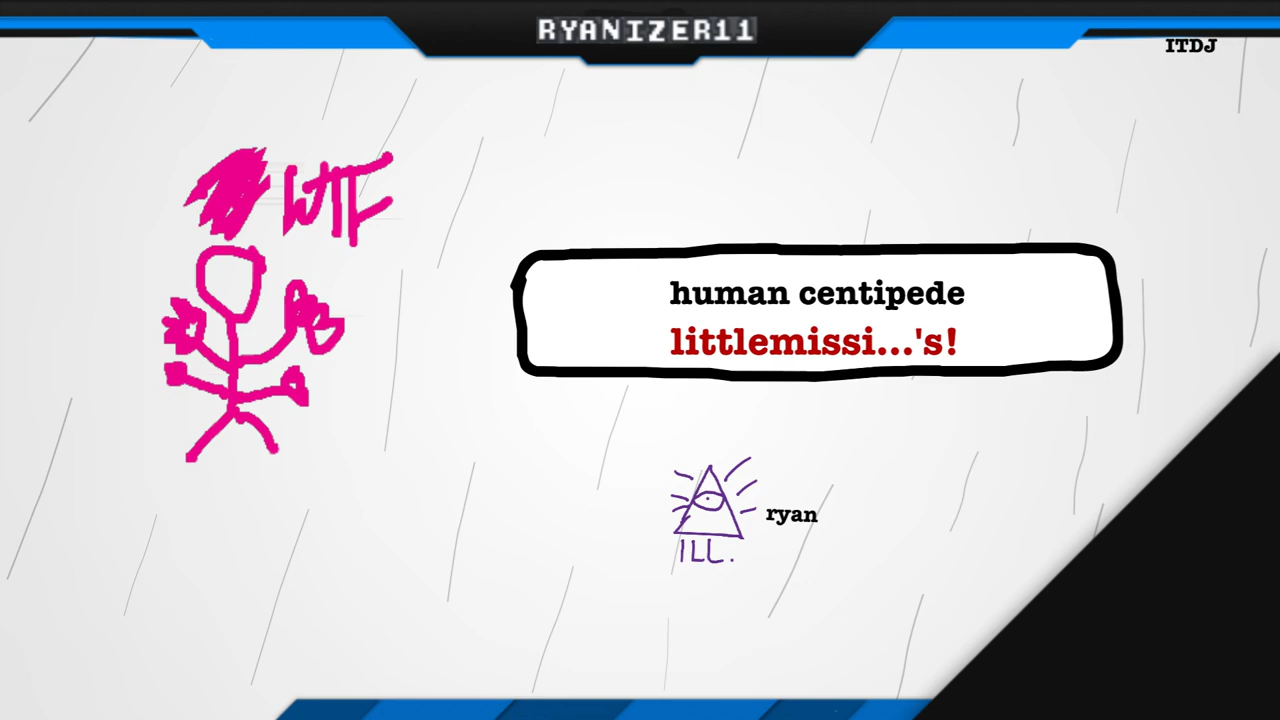 RYANIZER11
ITDJ
WTF
human centipede
littlemissi...'s!
ryan
ILL.